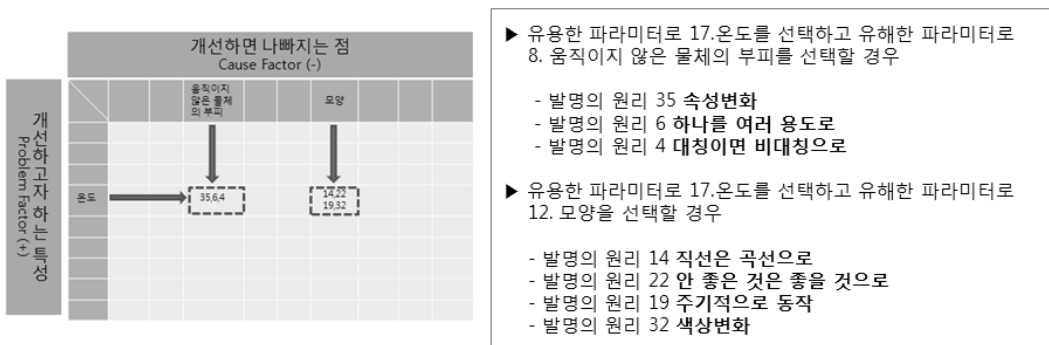 개선하면 나빠지는 점
Cause Factor (-)
개선하고자 하는 특성
Problem Factor (+)
움직이지
않은 물체
의 부피
모양
온도
35,6,4
14,22
19,32
▶ 유용한 파라미터로 17.온도를 선택하고 유해한 파라미터로
8. 움직이지 않은 물체의 부피를 선택할 경우
- 발명의 원리 35 속성변화
- 발명의 원리 6 하나를 여러 용도로
- 발명의 원리 4 대칭이면 비대칭으로
▶ 유용한 파라미터로 17.온도를 선택하고 유해한 파라미터로
12. 모양을 선택할 경우
- 발명의 원리 14 직선은 곡선으로
- 발명의 원리 22 안 좋은 것은 좋을 것으로
- 발명의 원리 19 주기적으로 동작
- 발명의 원리 32 색상변화